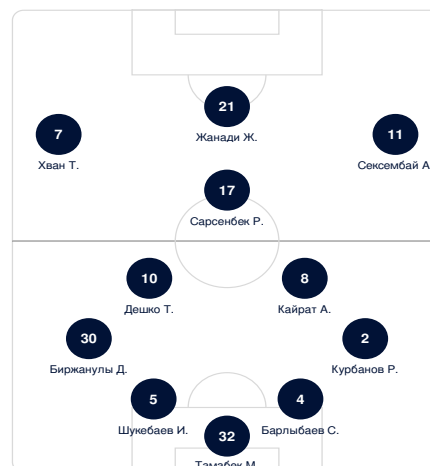 21
Жанади Ж.
7
Хван Т.
11
Сексембай А
17
Сарсенбек Р.
10
Дешко Т.
8
Кайрат А.
30
Биржанулы Д.
2
Курбанов Р.
5
Шукебаев И.
4
Барлыбаев С.
32
Тамабек М.